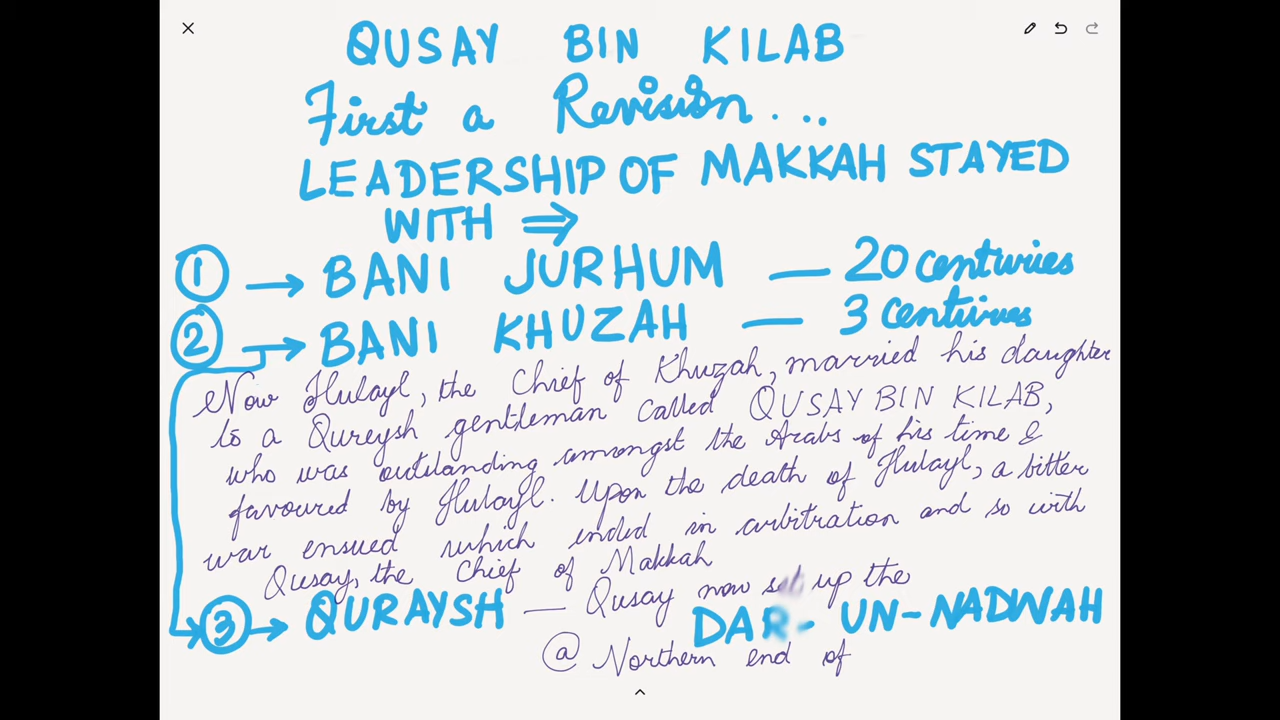 QUSAY BIN KILAB
First a Revision...
LEADERSHIP OF MAKKAH STAYED
WITH ⇒
① → BANI JURHUM — 20 centuries
② → BANI KHUZAH — 3 centuries
Now Hulayl, the Chief of Khuzah, married his daughter
to a Qureysh gentleman called QUSAY BIN KILAB,
who was outstanding amongst the Arabs of his time &
favoured by Hulayl. Upon the death of Hulayl, a bitter
war ensued which ended in arbitration and so with
Qusay, the Chief of Makkah
③ → QURAYSH — Qusay now set up the
DAR-UN-NADWAH
@ Northern end of